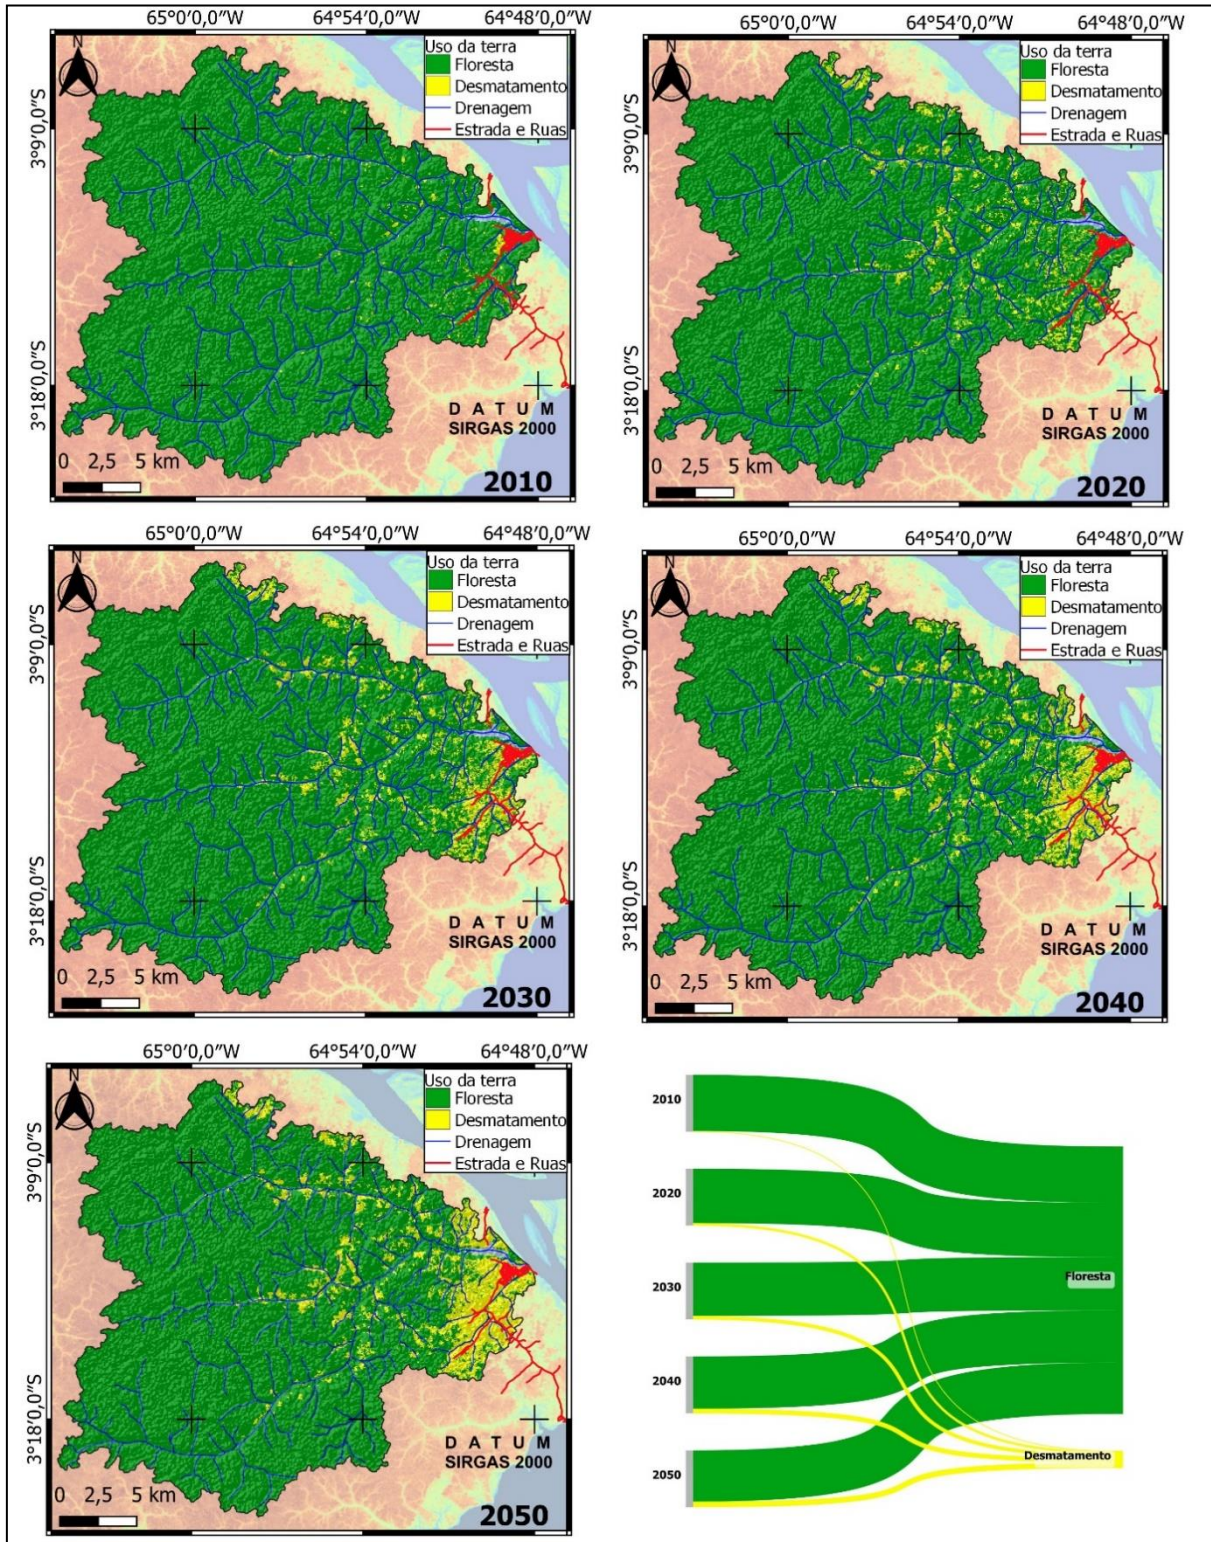 65°0'0,0"W 64°54'0,0"W 64°48'0,0"W
N
Uso da terra
Floresta
Desmatamento
Drenagem
Estrada e Ruas
3°9'0,0"S
3°18'0,0"S
D A T U M
SIRGAS 2000
0 2,5 5 km
2010
65°0'0,0"W 64°54'0,0"W 64°48'0,0"W
N
Uso da terra
Floresta
Desmatamento
Drenagem
Estrada e Ruas
3°9'0,0"S
3°18'0,0"S
D A T U M
SIRGAS 2000
0 2,5 5 km
2020
65°0'0,0"W 64°54'0,0"W 64°48'0,0"W
N
Uso da terra
Floresta
Desmatamento
Drenagem
Estrada e Ruas
3°9'0,0"S
3°18'0,0"S
D A T U M
SIRGAS 2000
0 2,5 5 km
2030
65°0'0,0"W 64°54'0,0"W 64°48'0,0"W
N
Uso da terra
Floresta
Desmatamento
Drenagem
Estrada e Ruas
3°9'0,0"S
3°18'0,0"S
D A T U M
SIRGAS 2000
0 2,5 5 km
2040
65°0'0,0"W 64°54'0,0"W 64°48'0,0"W
N
Uso da terra
Floresta
Desmatamento
Drenagem
Estrada e Ruas
3°9'0,0"S
3°18'0,0"S
D A T U M
SIRGAS 2000
0 2,5 5 km
2050
2010
2020
2030
2040
2050
Floresta
Desmatamento